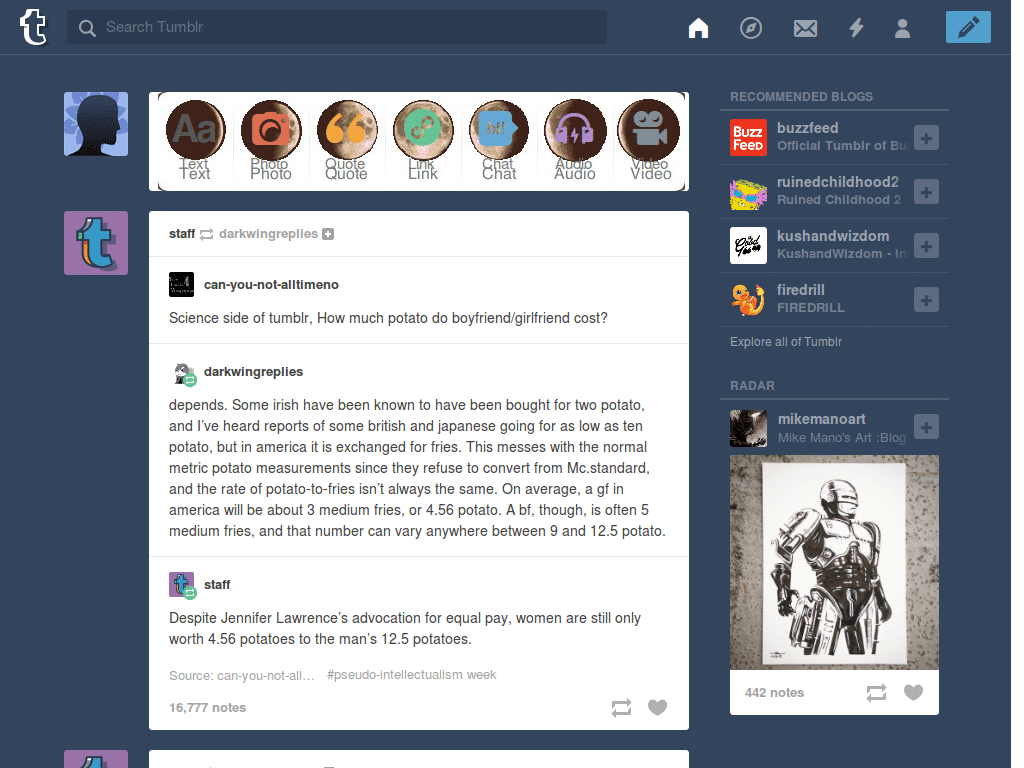 t
Search Tumblr
Aa
hi!
Text Photo Quote Link Chat Audio Video
Text Photo Quote Link Chat Audio Video
staff darkwingreplies
can-you-not-alltimeno
Science side of tumblr, How much potato do boyfriend/girlfriend cost?
darkwingreplies
depends. Some irish have been known to have been bought for two potato,
and I've heard reports of some british and japanese going for as low as ten
potato, but in america it is exchanged for fries. This messes with the normal
metric potato measurements since they refuse to convert from Mc.standard,
and the rate of potato-to-fries isn't always the same. On average, a gf in
america will be about 3 medium fries, or 4.56 potato. A bf, though, is often 5
medium fries, and that number can vary anywhere between 9 and 12.5 potato.
staff
Despite Jennifer Lawrence's advocation for equal pay, women are still only
worth 4.56 potatoes to the man's 12.5 potatoes.
Source: can-you-not-all… #pseudo-intellectualism week
16,777 notes
RECOMMENDED BLOGS
BUZZ
FEED
buzzfeed
Official Tumblr of Bu
ruinedchildhood2
Ruined Childhood 2
kushandwizdom
KushandWizdom - In
firedrill
FIREDRILL
Explore all of Tumblr
RADAR
mikemanoart
Mike Mano's Art :Blog
442 notes